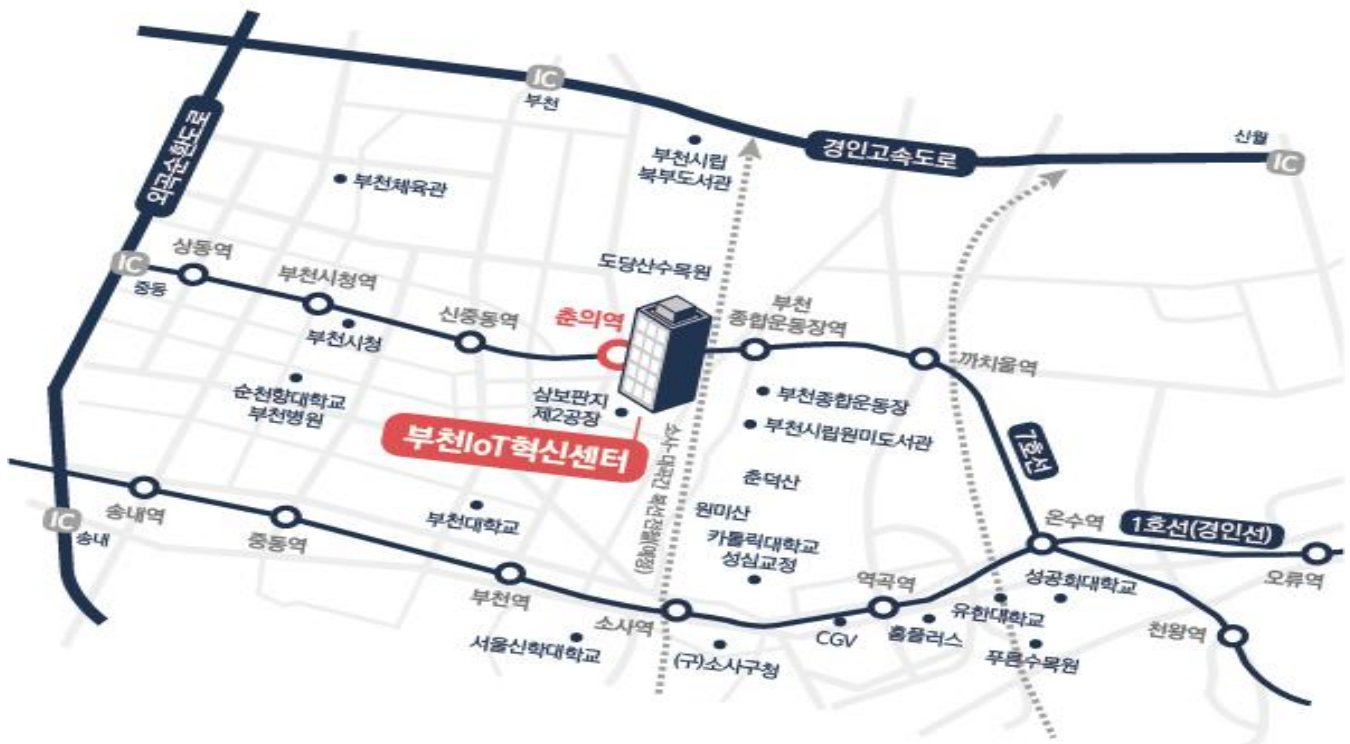 IC
부천
경인고속도로
신월
IC
외곽순환도로
부천시립
북부도서관
부천체육관
상동역
IC
중동
부천시청역
부천시청
신중동역
도당산수목원
춘의역
부천
종합운동장역
까치울역
순천향대학교
부천병원
삼보판지
제2공장
부천종합운동장
부천시립원미도서관
부천IoT혁신센터
소사~대곡간 복선 전철(예정)
7호선
춘덕산
원미산
카톨릭대학교
성심교정
송내역
IC
송내
중동역
부천대학교
온수역
1호선(경인선)
오류역
부천역
소사역
역곡역
성공회대학교
유한대학교
천왕역
서울신학대학교
(구)소사구청
CGV
홈플러스
푸른수목원